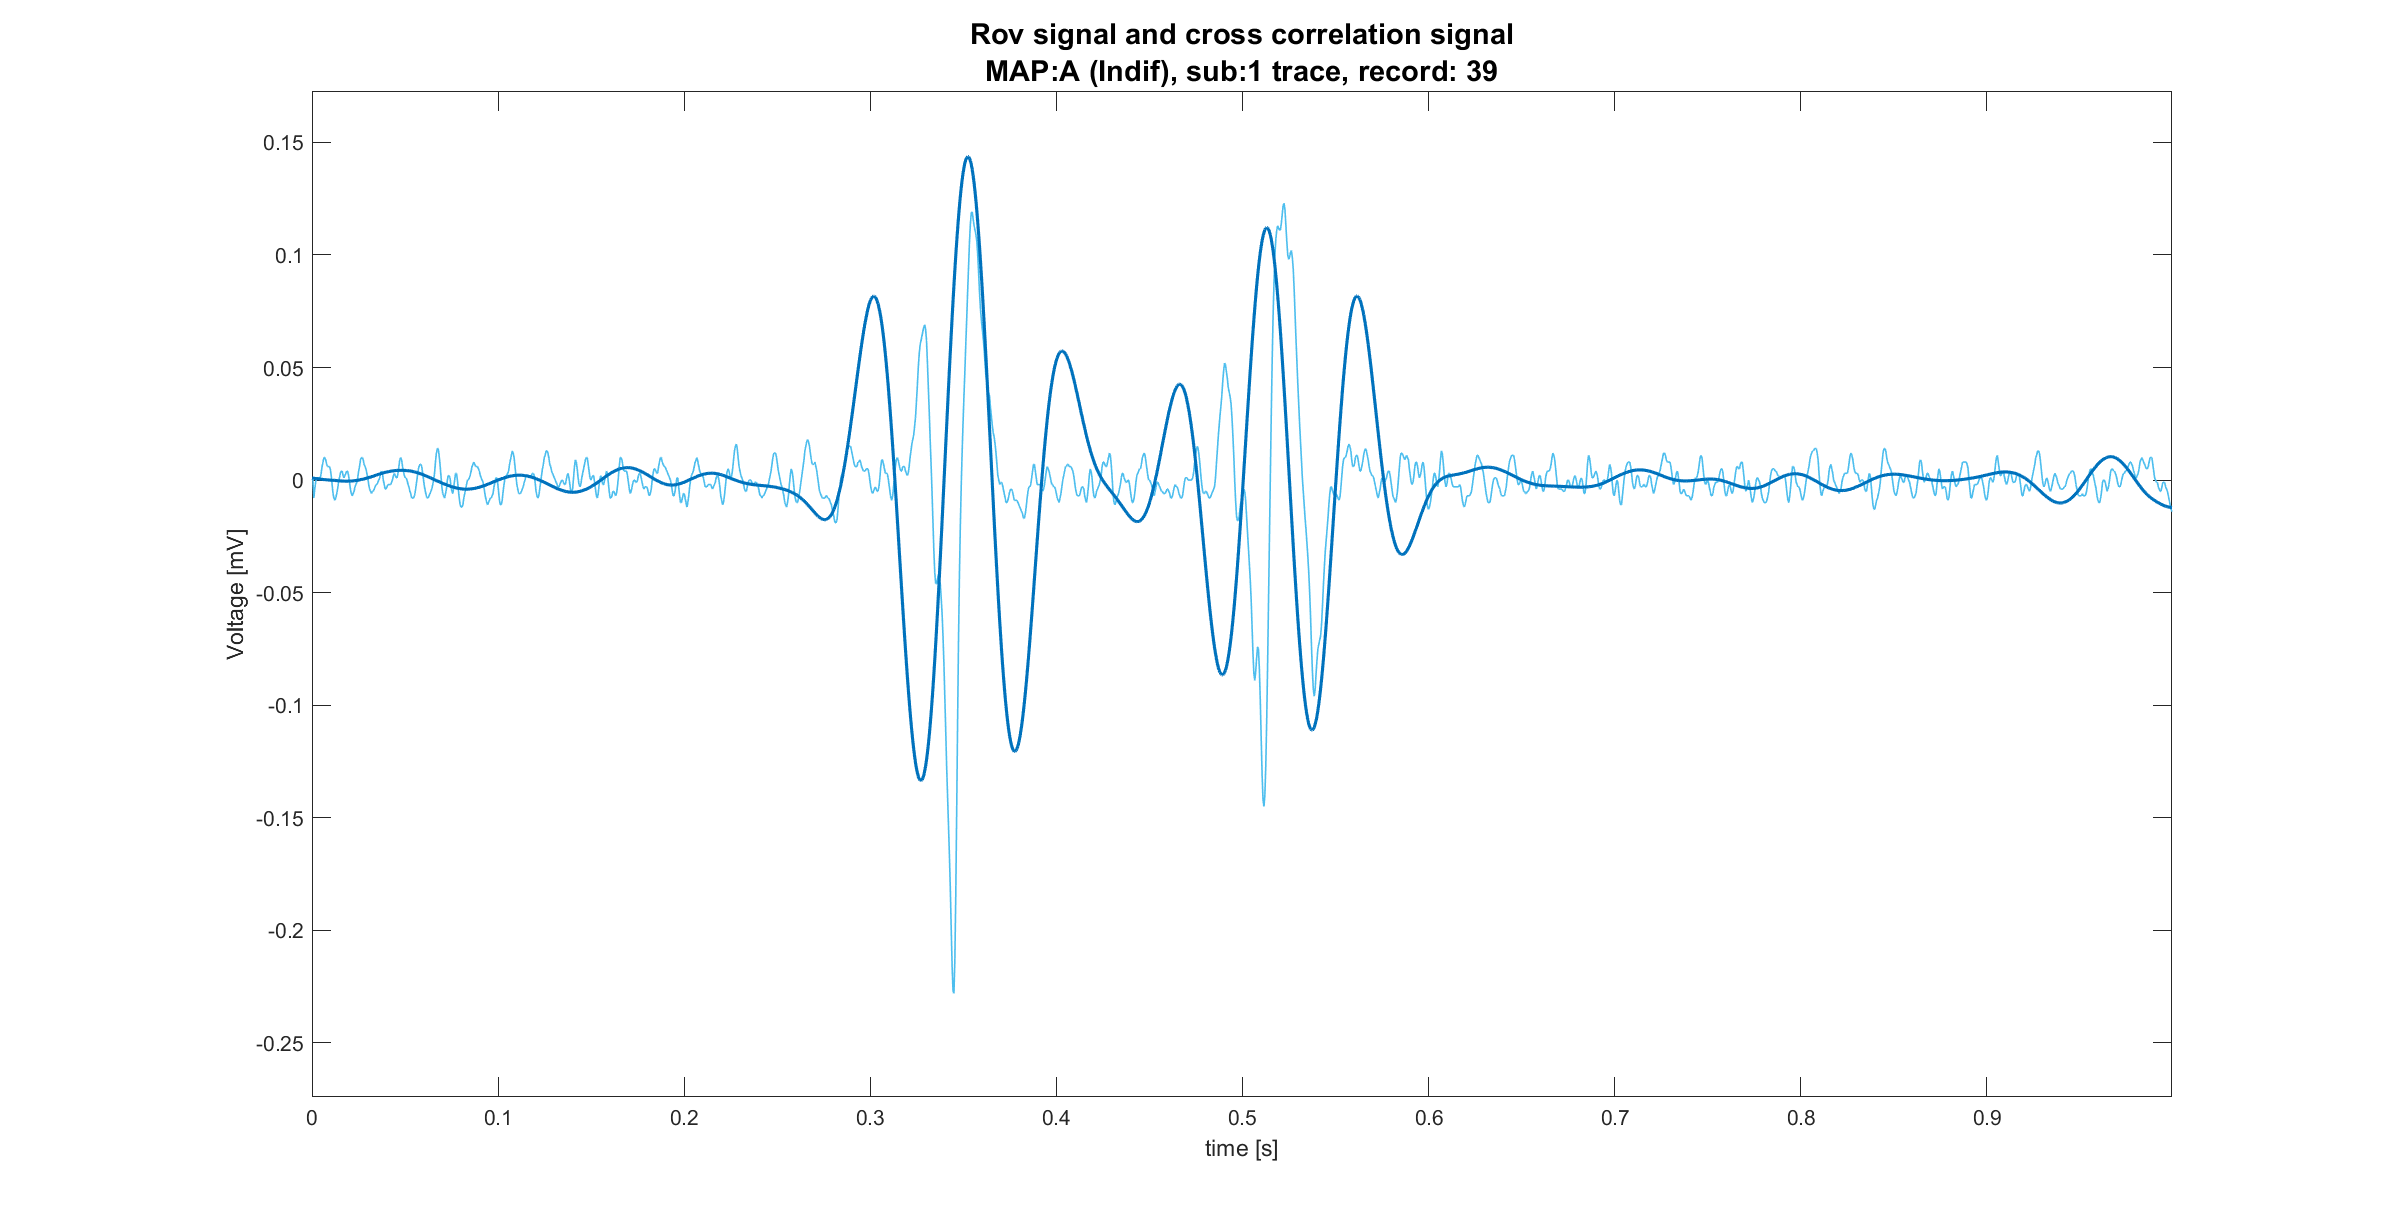 Rov signal and cross correlation signal
MAP:A (Indif), sub:1 trace, record: 39
0.15
0.1
0.05
0
-0.05
-0.1
-0.15
-0.2
-0.25
Voltage [mV]
0 0.1 0.2 0.3 0.4 0.5 0.6 0.7 0.8 0.9
time [s]